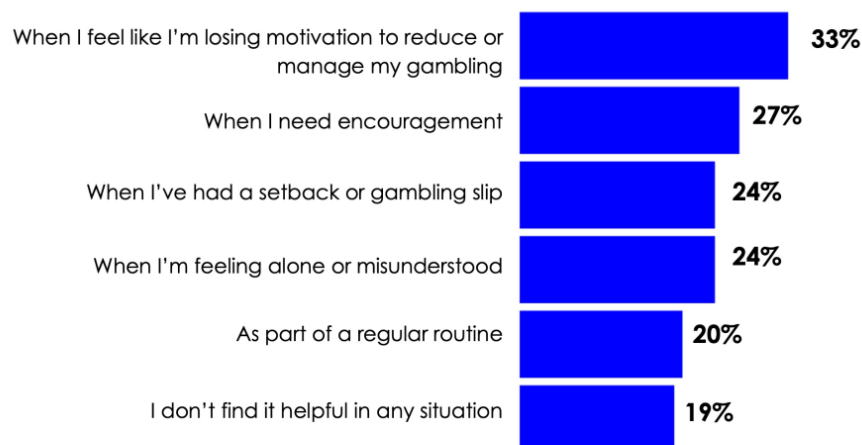 When I feel like I'm losing motivation to reduce or
manage my gambling
33%
When I need encouragement
27%
When I've had a setback or gambling slip
24%
When I'm feeling alone or misunderstood
24%
As part of a regular routine
20%
I don't find it helpful in any situation
19%